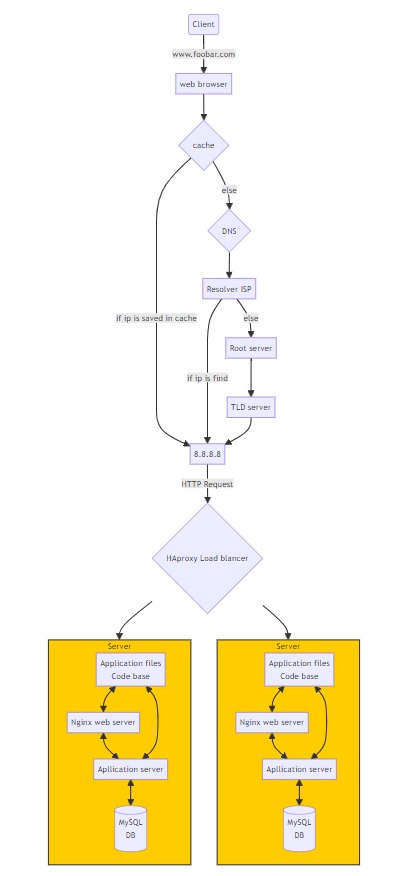 Client
www.foobar.com
web browser
cache
else
DNS
Resolver ISP
if ip is saved in cache
else
Root server
if ip is find
TLD server
8.8.8.8
HTTP Request
HAproxy Load blancer
Server
Application files
Code base
Nginx web server
Apllication server
MySQL
DB
Server
Application files
Code base
Nginx web server
Apllication server
MySQL
DB